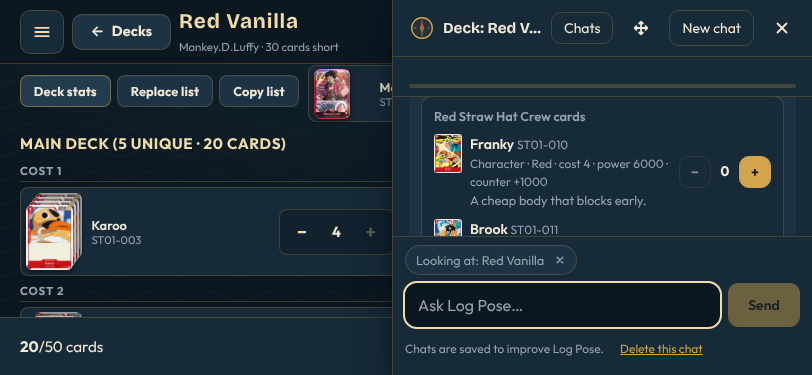 ← Decks
Red Vanilla
Monkey.D.Luffy · 30 cards short
Deck stats
Replace list
Copy list
MAIN DECK (5 UNIQUE · 20 CARDS)
COST 1
Karoo
ST01-003
− 4 +
COST 2
20/50 cards
Deck: Red V...
Chats
New chat
Red Straw Hat Crew cards
Franky ST01-010
Character · Red · cost 4 · power 6000 ·
counter +1000
A cheap body that blocks early.
− 0 +
Brook ST01-011
Looking at: Red Vanilla ×
Ask Log Pose...
Send
Chats are saved to improve Log Pose.
Delete this chat